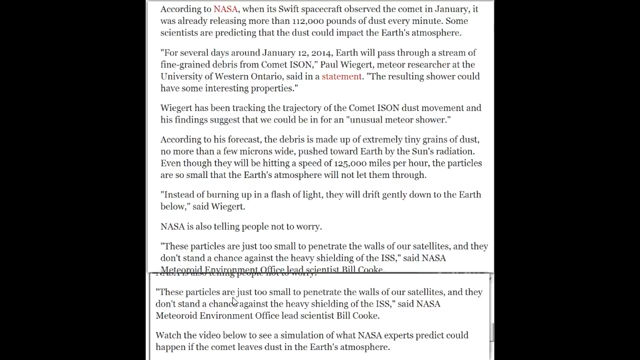 According to NASA, when its Swift spacecraft observed the comet in January, it
was already releasing more than 112,000 pounds of dust every minute. Some
scientists are predicting that the dust could impact the Earth's atmosphere.
"For several days around January 12, 2014, Earth will pass through a stream of
fine-grained debris from Comet ISON," Paul Wiegert, meteor researcher at the
University of Western Ontario, said in a statement. "The resulting shower could
have some interesting properties."
Wiegert has been tracking the trajectory of the Comet ISON dust movement and
his findings suggest that we could be in for an "unusual meteor shower."
According to his forecast, the debris is made up of extremely tiny grains of dust,
no more than a few microns wide, pushed toward Earth by the Sun's radiation.
Even though they will be hitting a speed of 125,000 miles per hour, the particles
are so small that the Earth's atmosphere will not let them through.
"Instead of burning up in a flash of light, they will drift gently down to the Earth
below," said Wiegert.
NASA is also telling people not to worry.
"These particles are just too small to penetrate the walls of our satellites, and they
don't stand a chance against the heavy shielding of the ISS," said NASA
Meteoroid Environment Office lead scientist Bill Cooke.
NASA is also telling people not to worry.
"These particles are just too small to penetrate the walls of our satellites, and they
don't stand a chance against the heavy shielding of the ISS," said NASA
Meteoroid Environment Office lead scientist Bill Cooke.
Watch the video below to see a simulation of what NASA experts predict could
happen if the comet leaves dust in the Earth's atmosphere.